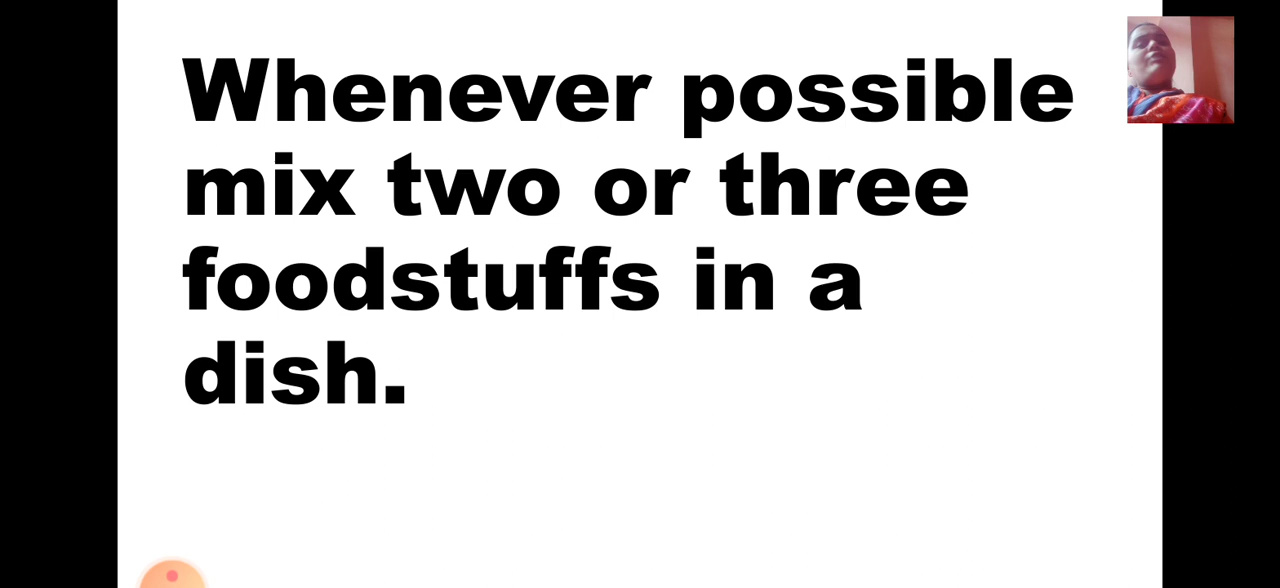 Whenever possible
mix two or three
foodstuffs in a
dish.